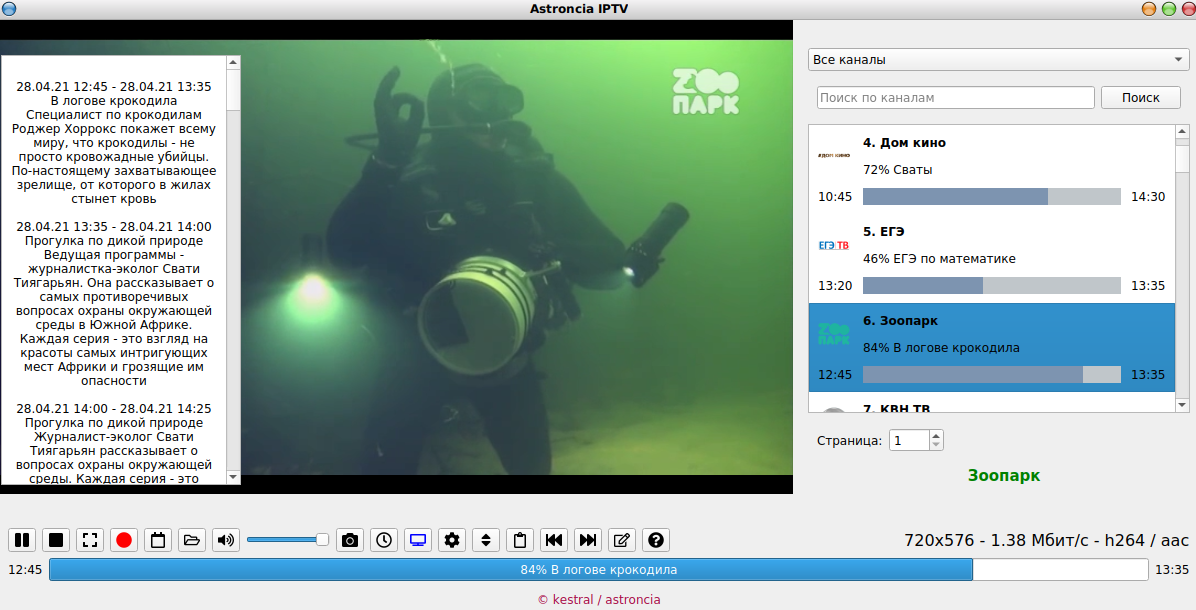 Astroncia IPTV
28.04.21 12:45 - 28.04.21 13:35
В логове крокодила
Специалист по крокодилам
Роджер Хоррокс покажет всему
миру, что крокодилы - не
просто кровожадные убийцы.
По-настоящему захватывающее
зрелище, от которого в жилах
стынет кровь
28.04.21 13:35 - 28.04.21 14:00
Прогулка по дикой природе
Ведущая программы -
журналистка-эколог Свати
Тиягарьян. Она рассказывает о
самых противоречивых
вопросах охраны окружающей
среды в Южной Африке.
Каждая серия - это взгляд на
красоты самых интригующих
мест Африки и грозящие им
опасности
28.04.21 14:00 - 28.04.21 14:25
Прогулка по дикой природе
Журналист-эколог Свати
Тиягарьян рассказывает о
вопросах охраны окружающей
среды. Каждая серия - это
ZOO
ПАРК
Все каналы
Поиск по каналам
Поиск
#ДОМ КИНО
4. Дом кино
72% Сваты
10:45
14:30
ЕГЭ ТВ
5. ЕГЭ
46% ЕГЭ по математике
13:20
13:35
ZOO
ПАРК
6. Зоопарк
84% В логове крокодила
12:45
13:35
7. КВН ТВ
Страница: 1
Зоопарк
720x576 - 1.38 Мбит/с - h264 / aac
12:45
84% В логове крокодила
13:35
© kestral / astroncia